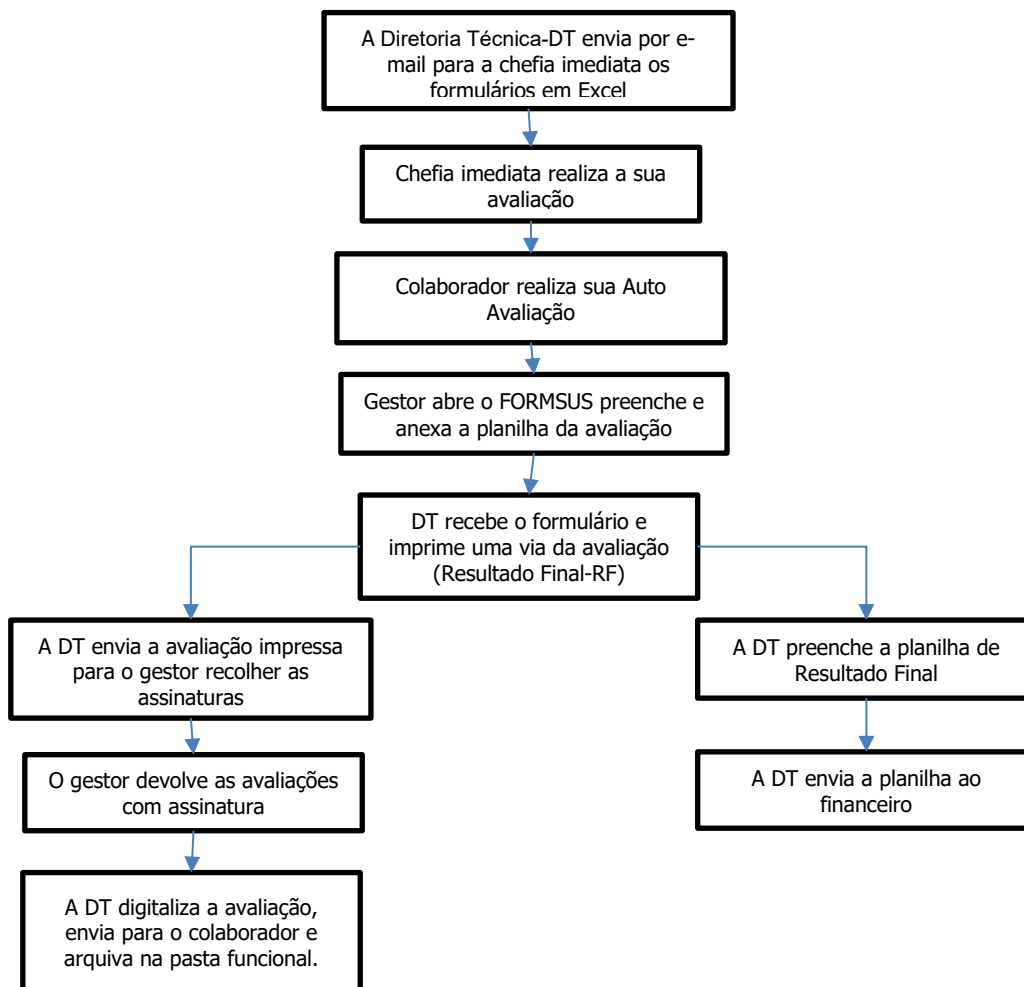 A Diretoria Técnica-DT envia por e-
mail para a chefia imediata os
formulários em Excel
Chefia imediata realiza a sua
avaliação
Colaborador realiza sua Auto
Avaliação
Gestor abre o FORMSUS preenche e
anexa a planilha da avaliação
DT recebe o formulário e
imprime uma via da avaliação
(Resultado Final-RF)
A DT envia a avaliação impressa
para o gestor recolher as
assinaturas
O gestor devolve as avaliações
com assinatura
A DT digitaliza a avaliação,
envia para o colaborador e
arquiva na pasta funcional.
A DT preenche a planilha de
Resultado Final
A DT envia a planilha ao
financeiro